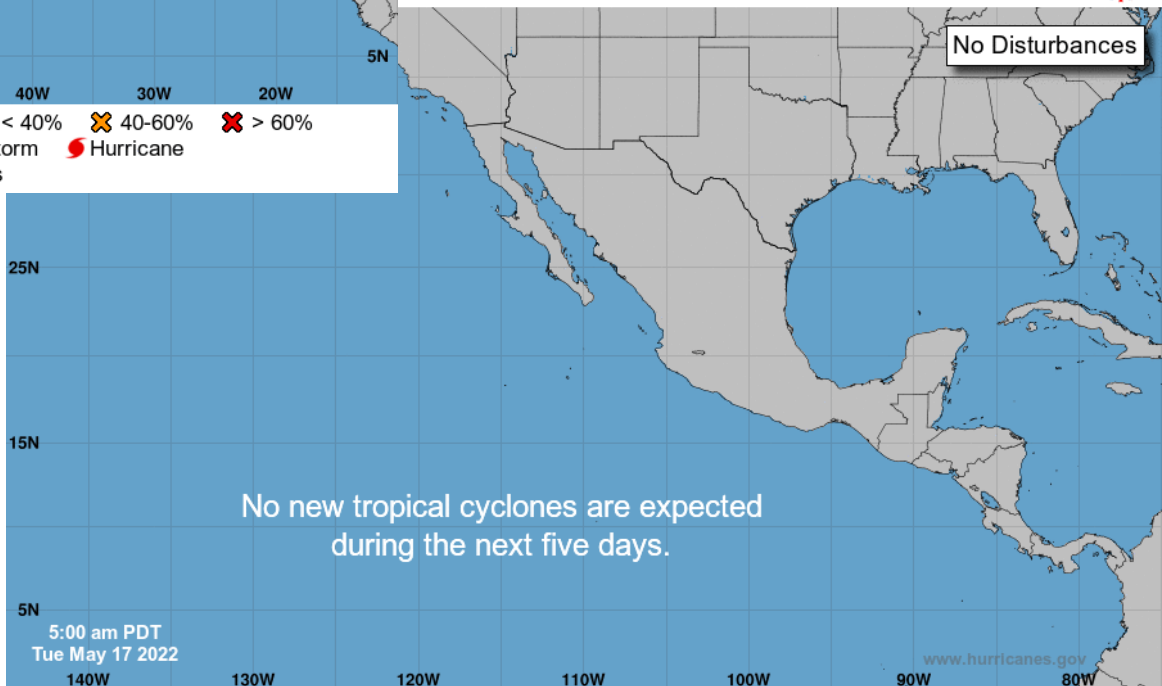 No Disturbances
5N
40W 30W 20W
< 40% 40-60% > 60%
Hurricane
25N
15N
No new tropical cyclones are expected
during the next five days.
5N
5:00 am PDT
Tue May 17 2022
www.hurricanes.gov
140W 130W 120W 110W 100W 90W 80W